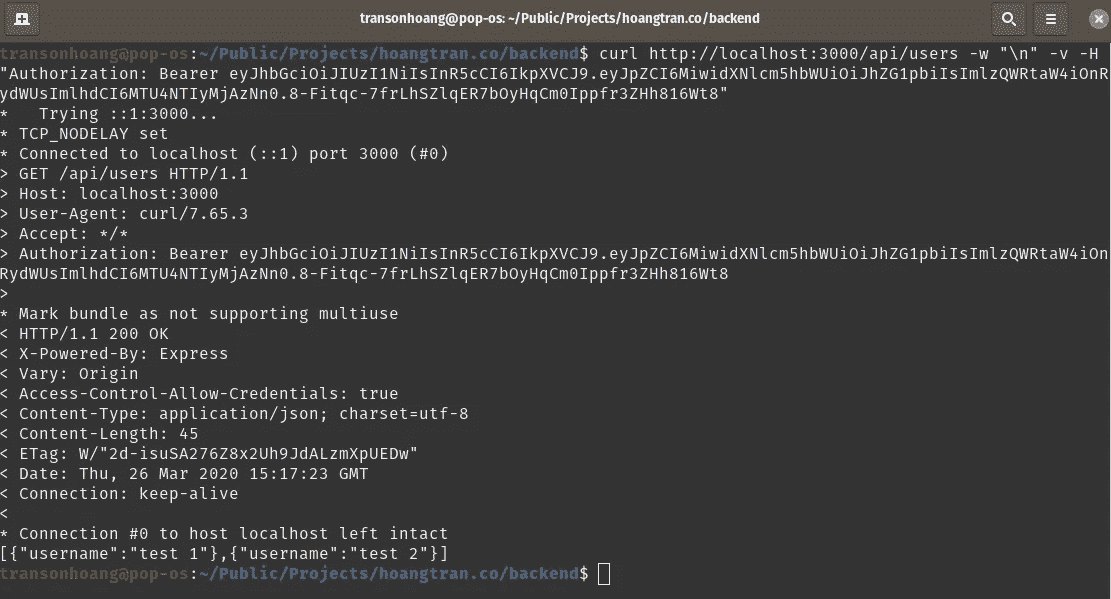 transonhoang@pop-os: ~/Public/Projects/hoangtran.co/backend
transonhoang@pop-os:~/Public/Projects/hoangtran.co/backend$ curl http://localhost:3000/api/users -w "\n" -v -H
"Authorization: Bearer eyJhbGciOiJIUzI1NiIsInR5cCI6IkpXVCJ9.eyJpZCI6MiwidXNlcm5hbWUiOiJhZG1pbiIsImlzQWRtaW4iOnR
ydWUsImlhdCI6MTU4NTIyMjAzNn0.8-Fitqc-7frLhSZlqER7bOyHqCm0Ippfr3ZHh816Wt8"
*   Trying ::1:3000...
* TCP_NODELAY set
* Connected to localhost (::1) port 3000 (#0)
> GET /api/users HTTP/1.1
> Host: localhost:3000
> User-Agent: curl/7.65.3
> Accept: */*
> Authorization: Bearer eyJhbGciOiJIUzI1NiIsInR5cCI6IkpXVCJ9.eyJpZCI6MiwidXNlcm5hbWUiOiJhZG1pbiIsImlzQWRtaW4iOn
RydWUsImlhdCI6MTU4NTIyMjAzNn0.8-Fitqc-7frLhSZlqER7bOyHqCm0Ippfr3ZHh816Wt8
>
* Mark bundle as not supporting multiuse
< HTTP/1.1 200 OK
< X-Powered-By: Express
< Vary: Origin
< Access-Control-Allow-Credentials: true
< Content-Type: application/json; charset=utf-8
< Content-Length: 45
< ETag: W/"2d-isuSA276Z8x2Uh9JdALzmXpUEDw"
< Date: Thu, 26 Mar 2020 15:17:23 GMT
< Connection: keep-alive
<
* Connection #0 to host localhost left intact
[{"username":"test 1"},{"username":"test 2"}]
transonhoang@pop-os:~/Public/Projects/hoangtran.co/backend$